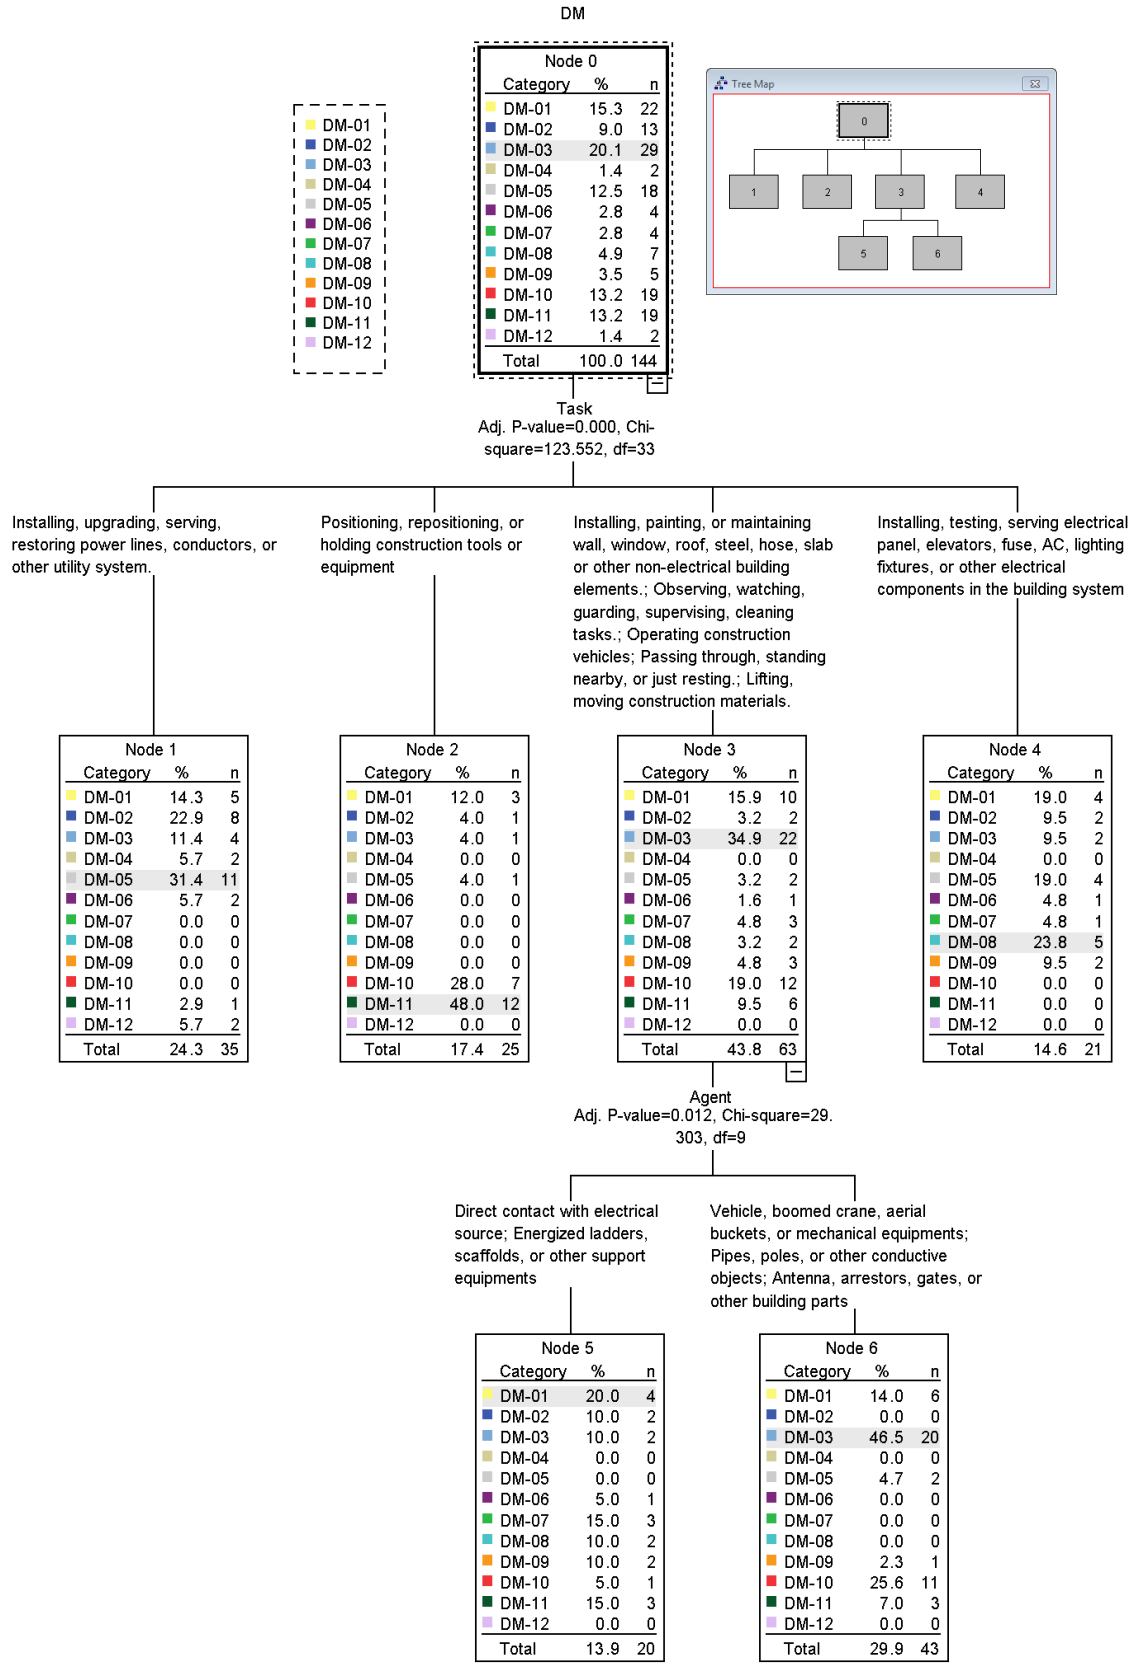 DM
Node 0
Category % n
DM-01 15.3 22
DM-02 9.0 13
DM-03 20.1 29
DM-04 1.4 2
DM-05 12.5 18
DM-06 2.8 4
DM-07 2.8 4
DM-08 4.9 7
DM-09 3.5 5
DM-10 13.2 19
DM-11 13.2 19
DM-12 1.4 2
Total 100.0 144
DM-01
DM-02
DM-03
DM-04
DM-05
DM-06
DM-07
DM-08
DM-09
DM-10
DM-11
DM-12
Tree Map
0
1 2 3 4
5 6
Task
Adj. P-value=0.000, Chi-
square=123.552, df=33
Installing, upgrading, serving,
restoring power lines, conductors, or
other utility system.
Positioning, repositioning, or
holding construction tools or
equipment
Installing, painting, or maintaining
wall, window, roof, steel, hose, slab
or other non-electrical building
elements.; Observing, watching,
guarding, supervising, cleaning
tasks.; Operating construction
vehicles; Passing through, standing
nearby, or just resting.; Lifting,
moving construction materials.
Installing, testing, serving electrical
panel, elevators, fuse, AC, lighting
fixtures, or other electrical
components in the building system
Node 1
Category % n
DM-01 14.3 5
DM-02 22.9 8
DM-03 11.4 4
DM-04 5.7 2
DM-05 31.4 11
DM-06 5.7 2
DM-07 0.0 0
DM-08 0.0 0
DM-09 0.0 0
DM-10 0.0 0
DM-11 2.9 1
DM-12 5.7 2
Total 24.3 35
Node 2
Category % n
DM-01 12.0 3
DM-02 4.0 1
DM-03 4.0 1
DM-04 0.0 0
DM-05 4.0 1
DM-06 0.0 0
DM-07 0.0 0
DM-08 0.0 0
DM-09 0.0 0
DM-10 28.0 7
DM-11 48.0 12
DM-12 0.0 0
Total 17.4 25
Node 3
Category % n
DM-01 15.9 10
DM-02 3.2 2
DM-03 34.9 22
DM-04 0.0 0
DM-05 3.2 2
DM-06 1.6 1
DM-07 4.8 3
DM-08 3.2 2
DM-09 4.8 3
DM-10 19.0 12
DM-11 9.5 6
DM-12 0.0 0
Total 43.8 63
Node 4
Category % n
DM-01 19.0 4
DM-02 9.5 2
DM-03 9.5 2
DM-04 0.0 0
DM-05 19.0 4
DM-06 4.8 1
DM-07 4.8 1
DM-08 23.8 5
DM-09 9.5 2
DM-10 0.0 0
DM-11 0.0 0
DM-12 0.0 0
Total 14.6 21
Agent
Adj. P-value=0.012, Chi-square=29.
303, df=9
Direct contact with electrical
source; Energized ladders,
scaffolds, or other support
equipments
Vehicle, boomed crane, aerial
buckets, or mechanical equipments;
Pipes, poles, or other conductive
objects; Antenna, arrestors, gates, or
other building parts
Node 5
Category % n
DM-01 20.0 4
DM-02 10.0 2
DM-03 10.0 2
DM-04 0.0 0
DM-05 0.0 0
DM-06 5.0 1
DM-07 15.0 3
DM-08 10.0 2
DM-09 10.0 2
DM-10 5.0 1
DM-11 15.0 3
DM-12 0.0 0
Total 13.9 20
Node 6
Category % n
DM-01 14.0 6
DM-02 0.0 0
DM-03 46.5 20
DM-04 0.0 0
DM-05 4.7 2
DM-06 0.0 0
DM-07 0.0 0
DM-08 0.0 0
DM-09 2.3 1
DM-10 25.6 11
DM-11 7.0 3
DM-12 0.0 0
Total 29.9 43